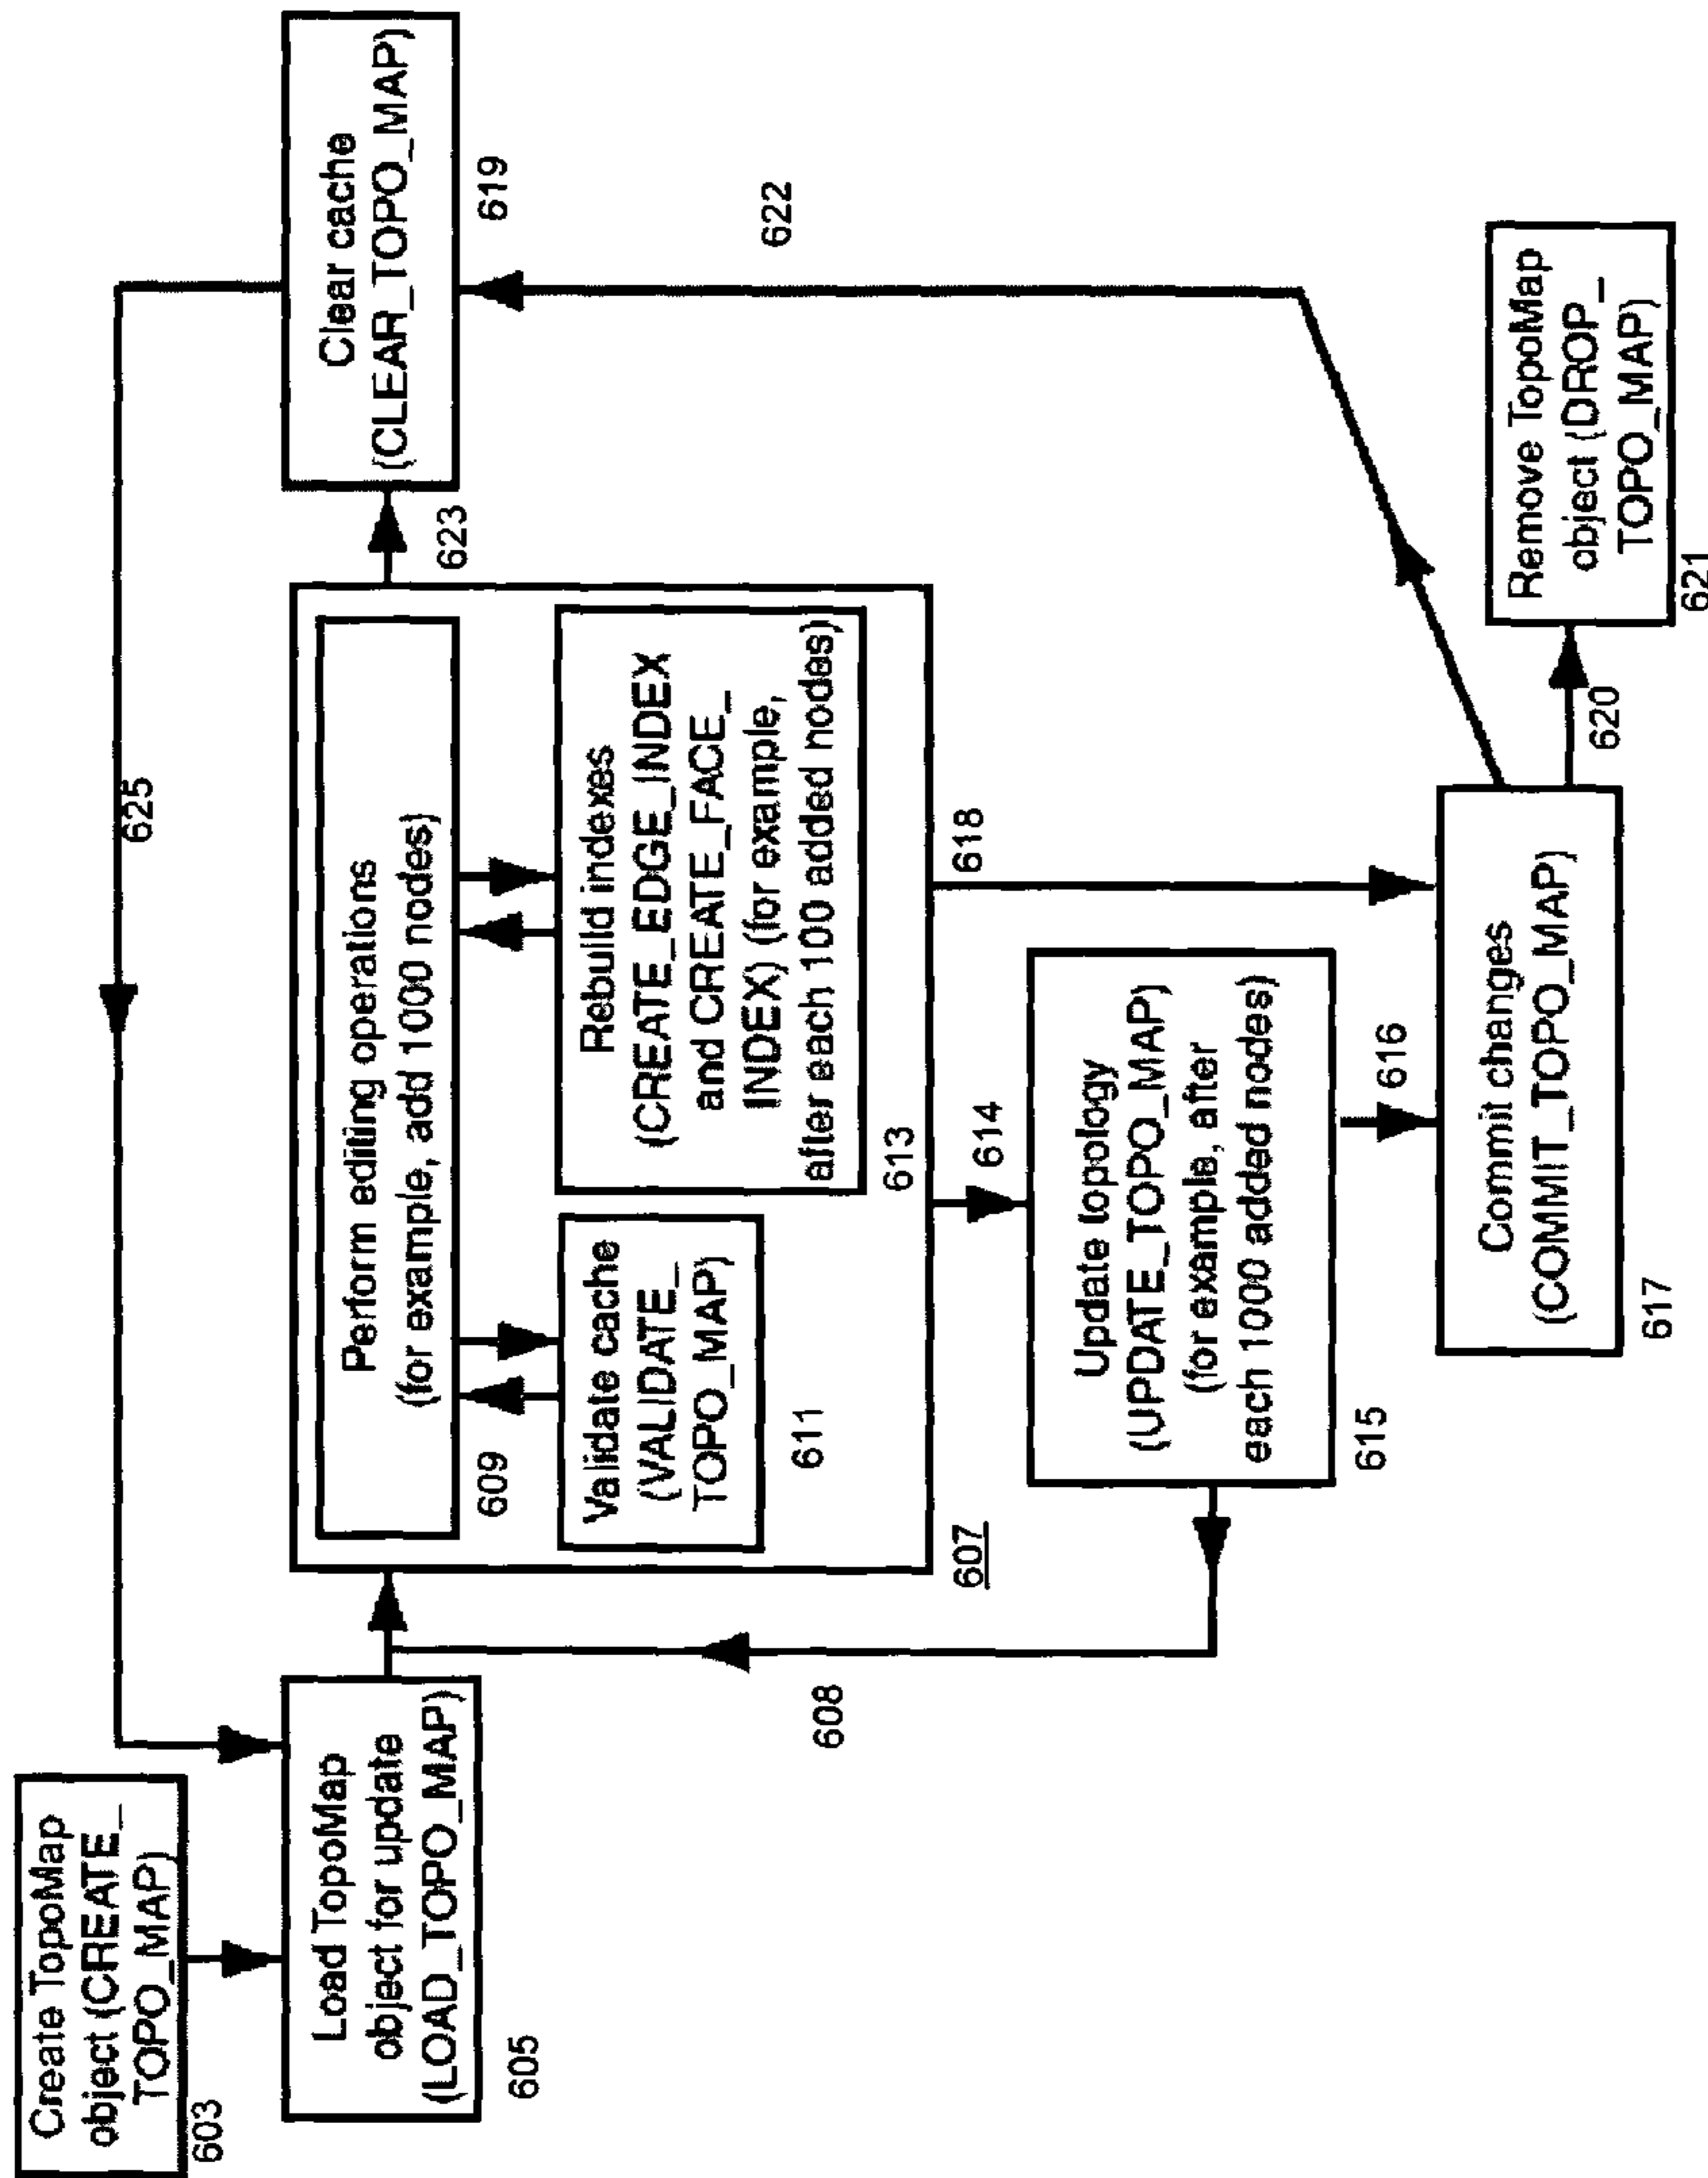 Create TopoMap
object (CREATE_
TOPO_MAP)
603
625
Load TopoMap
object for update
(LOAD_TOPO_MAP)
605
Perform editing operations
(for example, add 1000 nodes)
609
Validate cache
(VALIDATE_
TOPO_MAP)
611
Rebuild indexes
(CREATE_EDGE_INDEX
and CREATE_FACE_
INDEX) (for example,
after each 100 added nodes)
613
607
623
Clear cache
(CLEAR_TOPO_MAP)
619
608
614
618
622
Update topology
(UPDATE_TOPO_MAP)
(for example, after
each 1000 added nodes)
615
616
Commit changes
(COMMIT_TOPO_MAP)
617
620
Remove TopoMap
object (DROP_
TOPO_MAP)
621